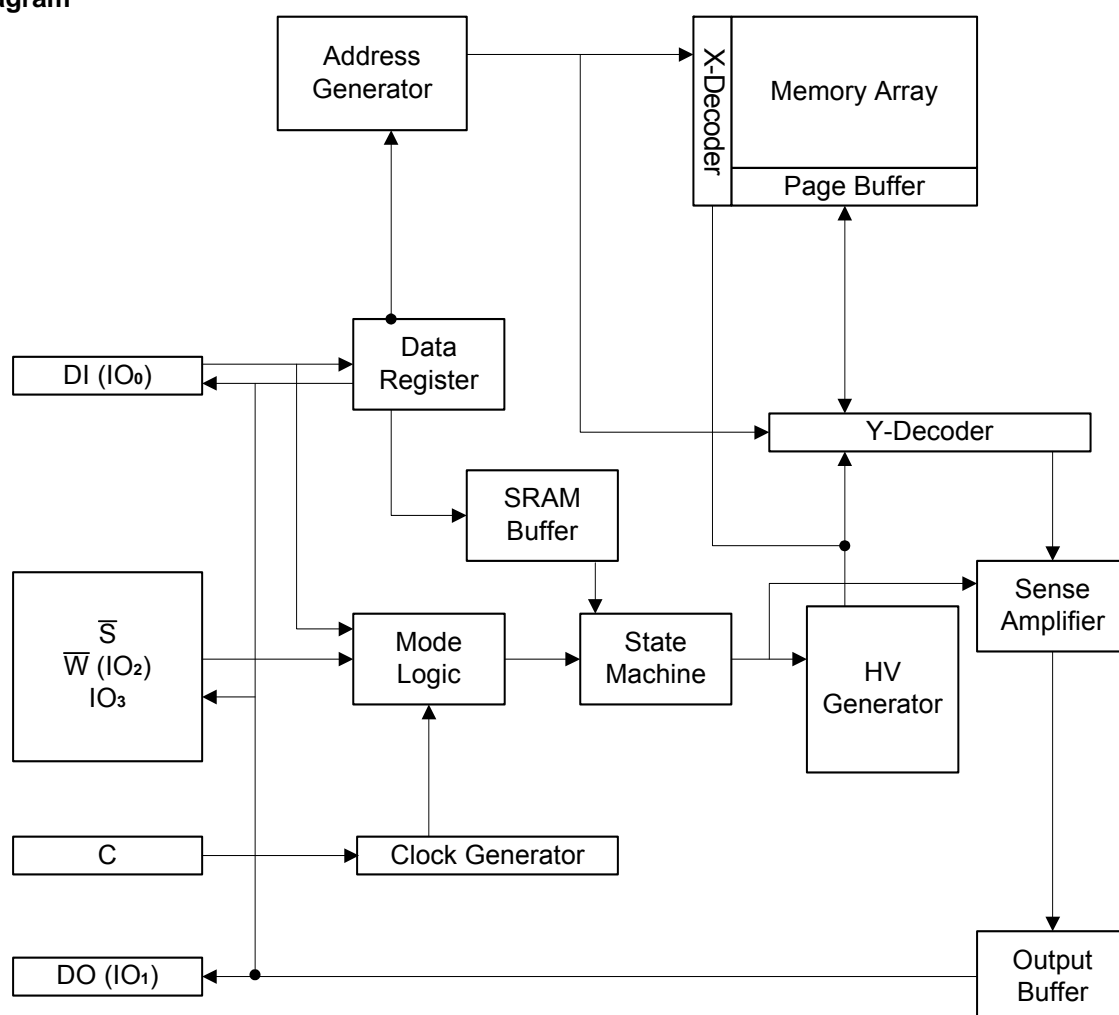 agram
Address
Generator
X-Decoder
Memory Array
Page Buffer
DI (IO₀)
Data
Register
Y-Decoder
SRAM
Buffer
S̅
W̅ (IO₂)
IO₃
Mode
Logic
State
Machine
HV
Generator
Sense
Amplifier
C
Clock Generator
DO (IO₁)
Output
Buffer